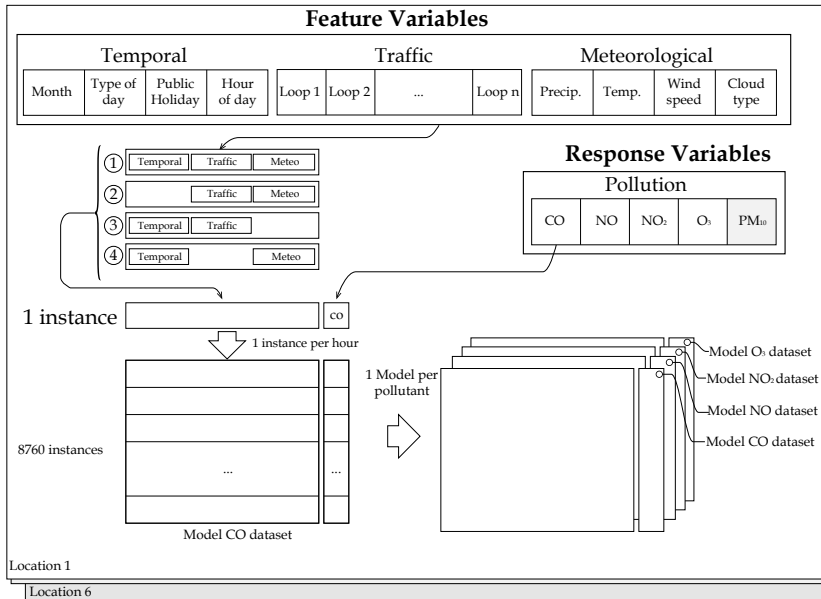 Feature Variables
Temporal
Traffic
Meteorological
Month
Type of day
Public Holiday
Hour of day
Loop 1
Loop 2
...
Loop n
Precip.
Temp.
Wind speed
Cloud type
1 Temporal Traffic Meteo
2 Traffic Meteo
3 Temporal Traffic
4 Temporal Meteo
Response Variables
Pollution
CO
NO
NO₂
O₃
PM₁₀
1 instance
CO
1 instance per hour
8760 instances
...
...
Model CO dataset
1 Model per
pollutant
Model O₃ dataset
Model NO₂ dataset
Model NO dataset
Model CO dataset
Location 1
Location 6